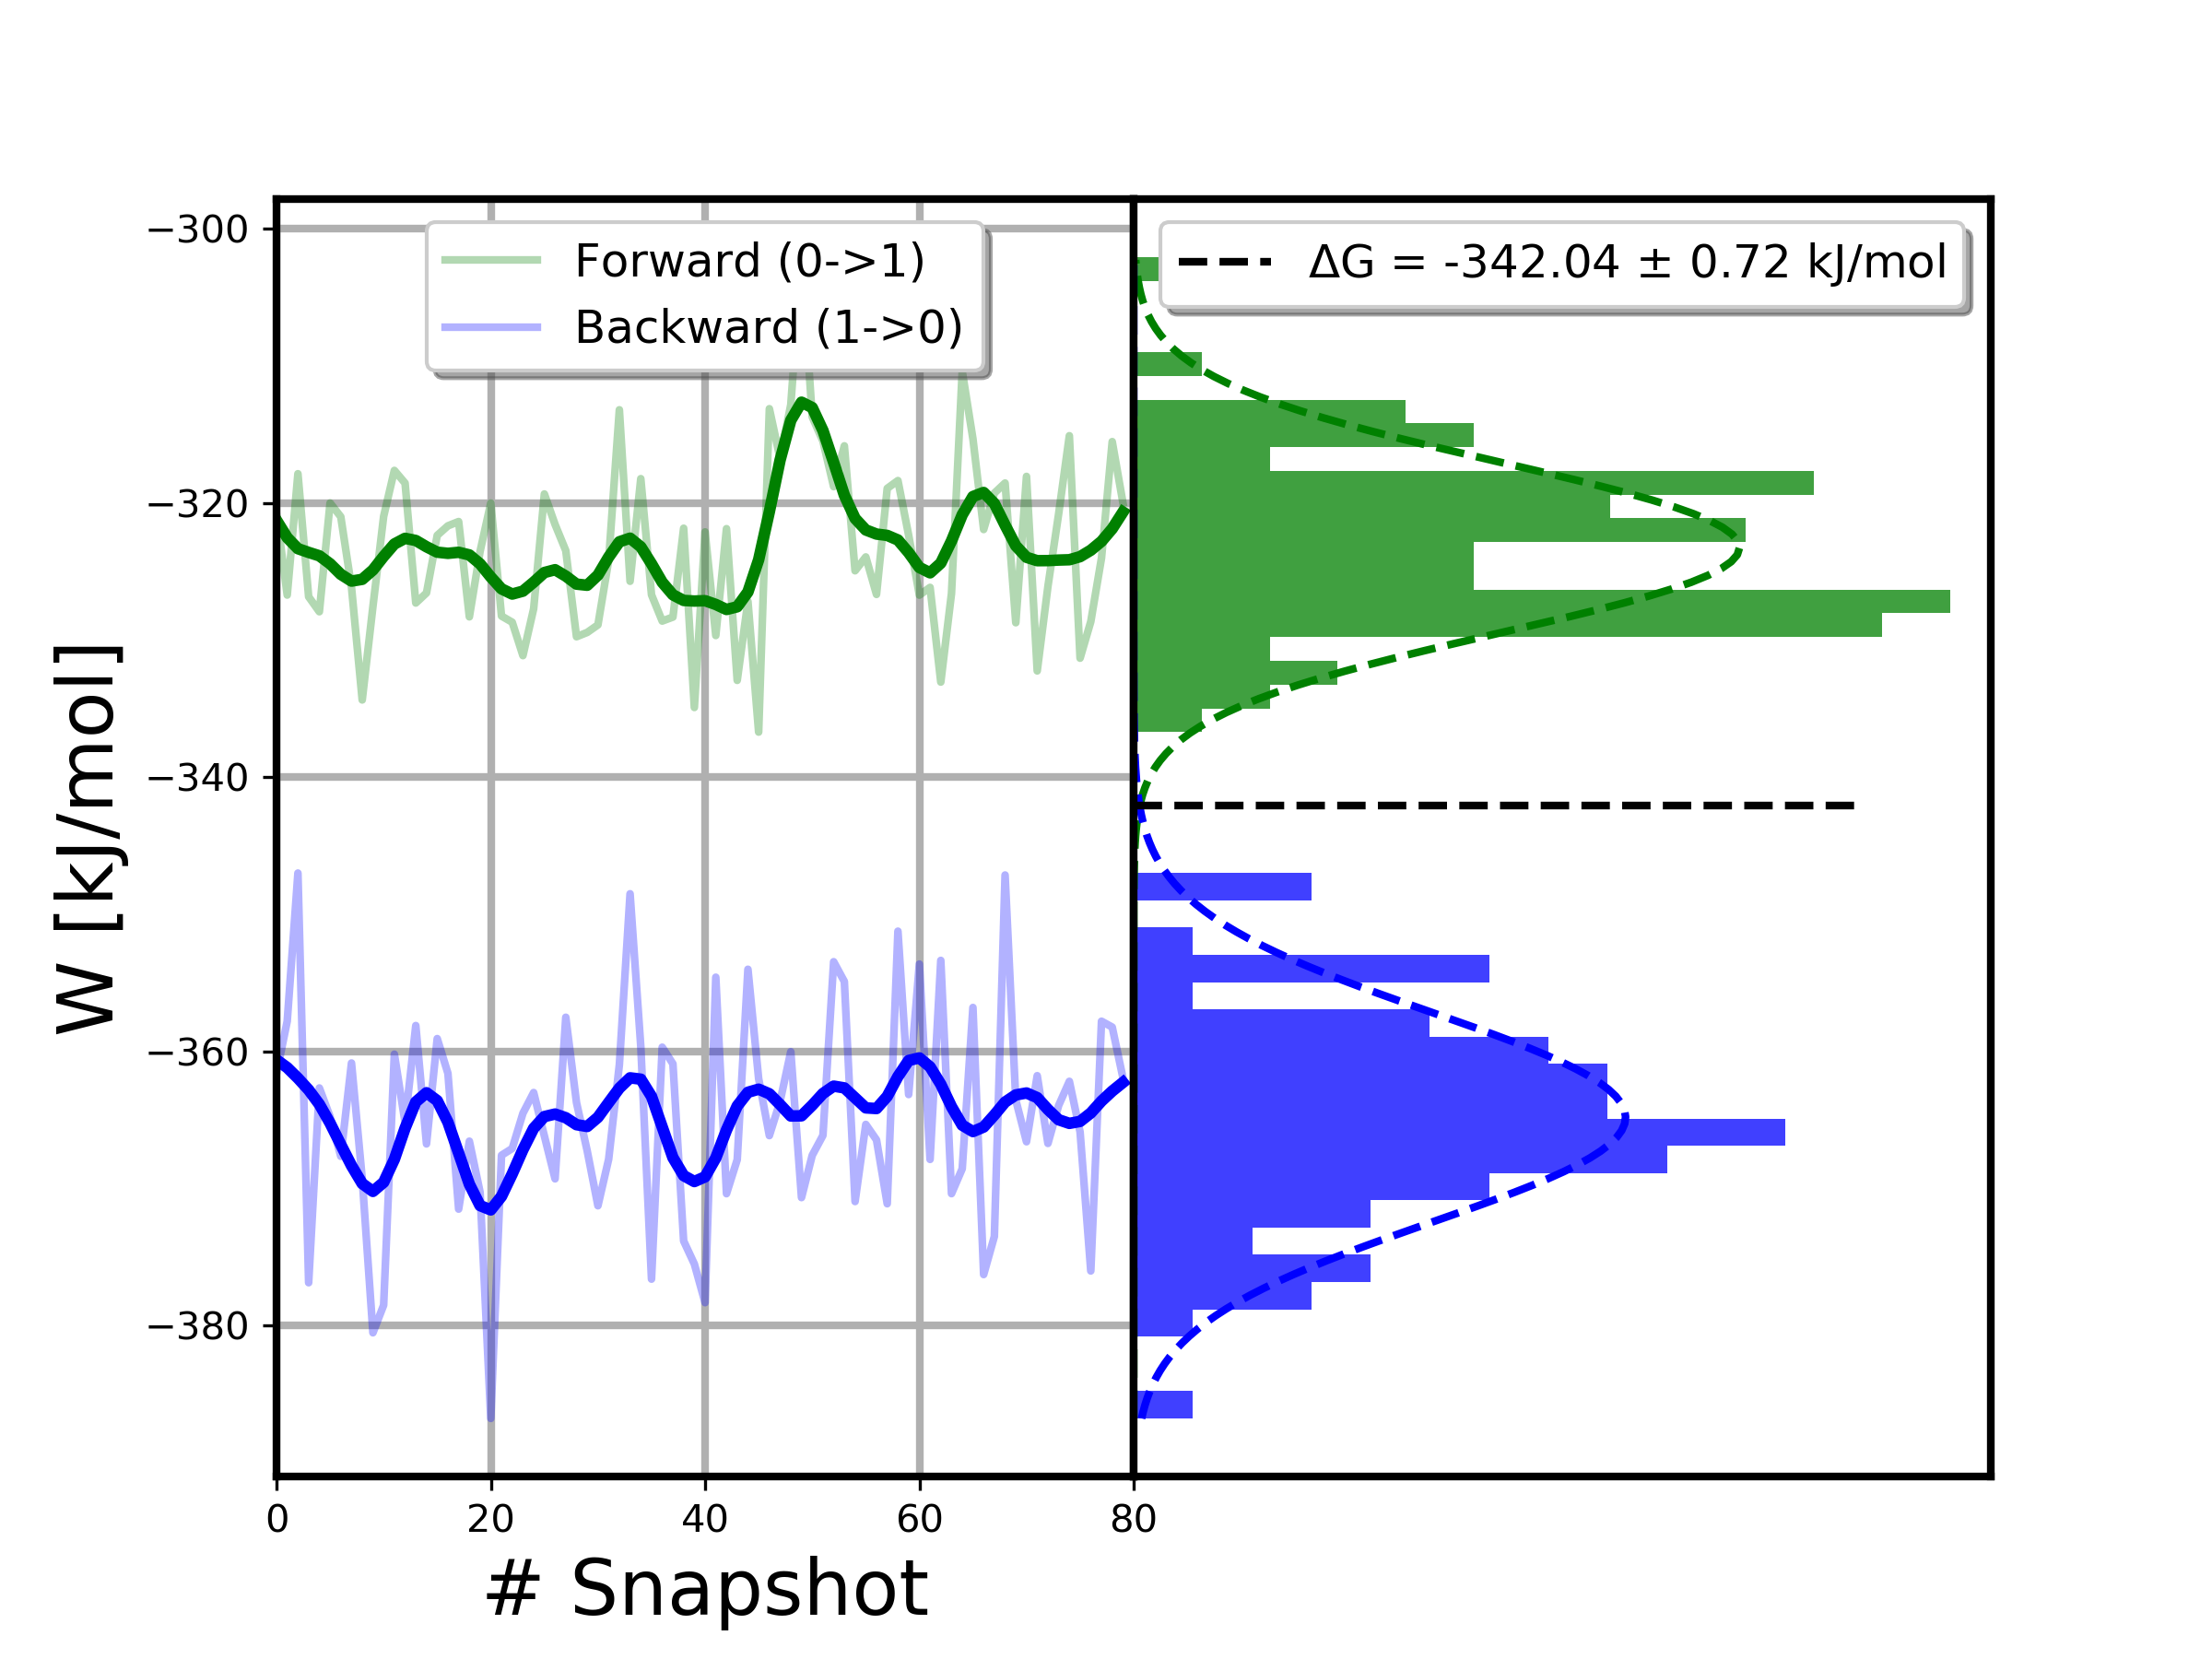 Forward (0->1)
Backward (1->0)
ΔG = -342.04 ± 0.72 kJ/mol
−300
−320
−340
−360
−380
W [kJ/mol]
0 20 40 60 80
# Snapshot